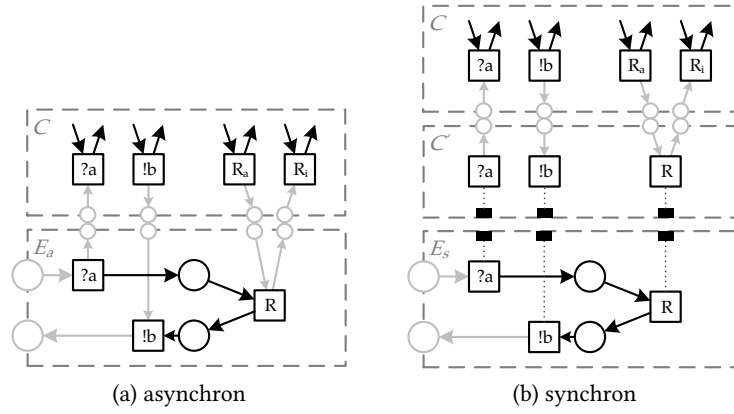 C
?a !b Rₐ Rᵢ
C
?a !b Rₐ Rᵢ
C′
?a !b R
Eₐ
?a
R
!b
Eₛ
?a
R
!b
(a) asynchron
(b) synchron